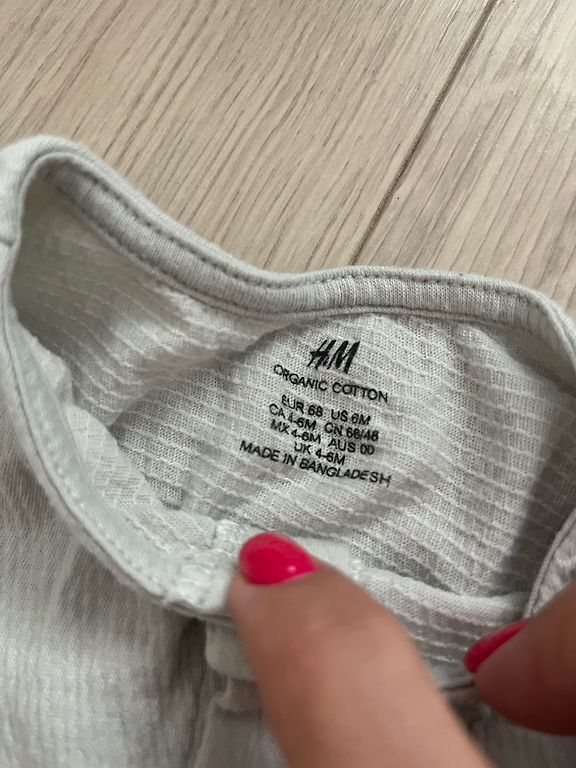 H&M
ORGANIC COTTON
EUR 68 US 6M
CA 4-6M CN 66/48
MX 4-6M AUS 00
UK 4-6M
MADE IN BANGLADESH